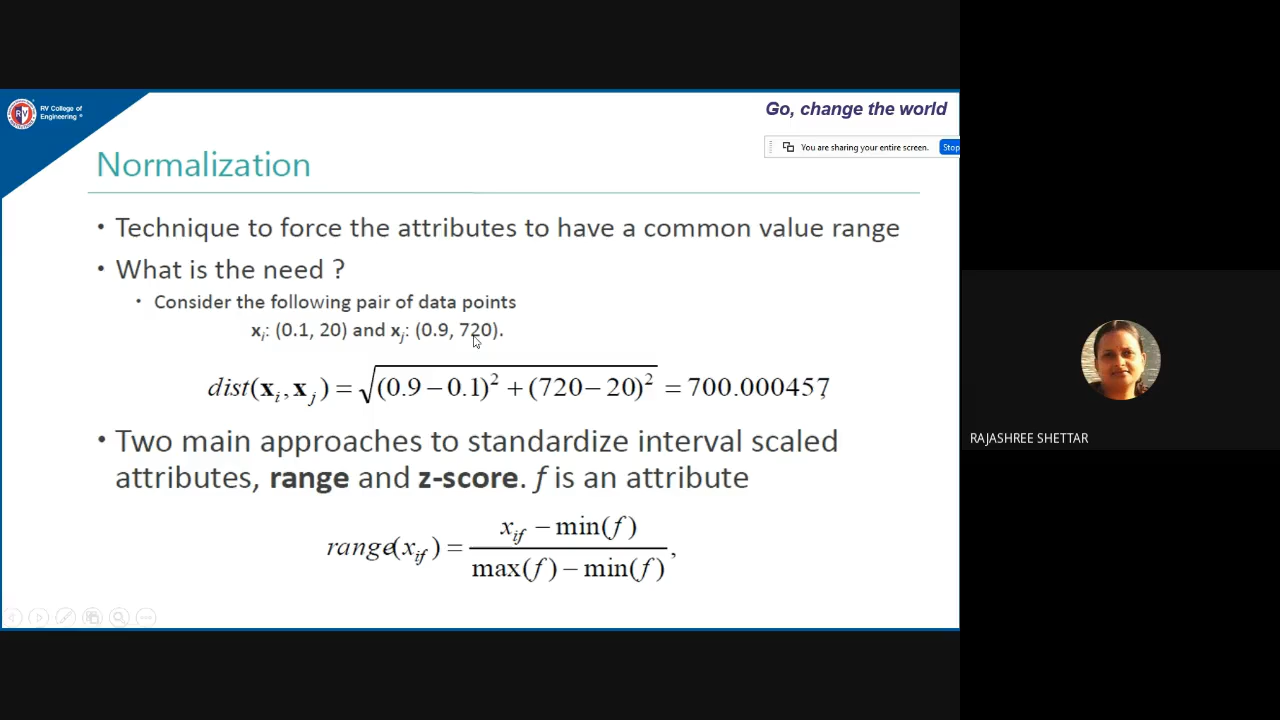 RV College of
Engineering ®
Go, change the world
You are sharing your entire screen.
Stop
Normalization
• Technique to force the attributes to have a common value range
• What is the need ?
• Consider the following pair of data points
xᵢ: (0.1, 20) and xⱼ: (0.9, 720).
dist(xᵢ, xⱼ) = √(0.9 − 0.1)² + (720 − 20)² = 700.000457,
• Two main approaches to standardize interval scaled
attributes, range and z-score. f is an attribute
range(x_if) = (x_if − min(f)) / (max(f) − min(f)),
RAJASHREE SHETTAR